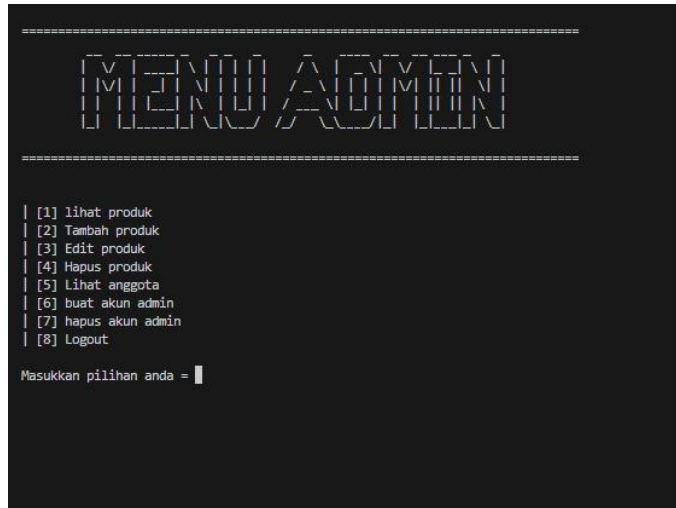 MENU ADMIN
| [1] lihat produk
| [2] Tambah produk
| [3] Edit produk
| [4] Hapus produk
| [5] Lihat anggota
| [6] buat akun admin
| [7] hapus akun admin
| [8] Logout
Masukkan pilihan anda =